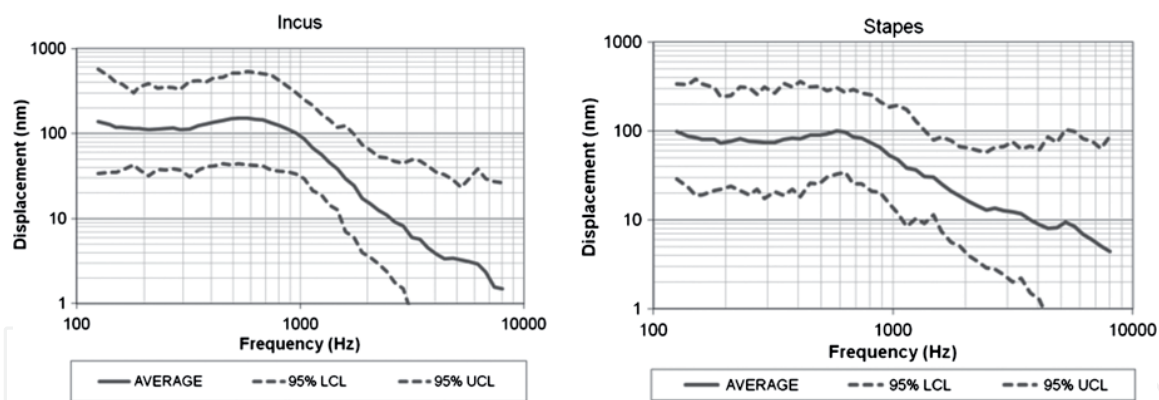 Incus
1000
100
10
1
100
1000
10000
Displacement (nm)
Frequency (Hz)
AVERAGE 95% LCL 95% UCL
Stapes
1000
100
10
1
100
1000
10000
Displacement (nm)
Frequency (Hz)
AVERAGE 95% LCL 95% UCL